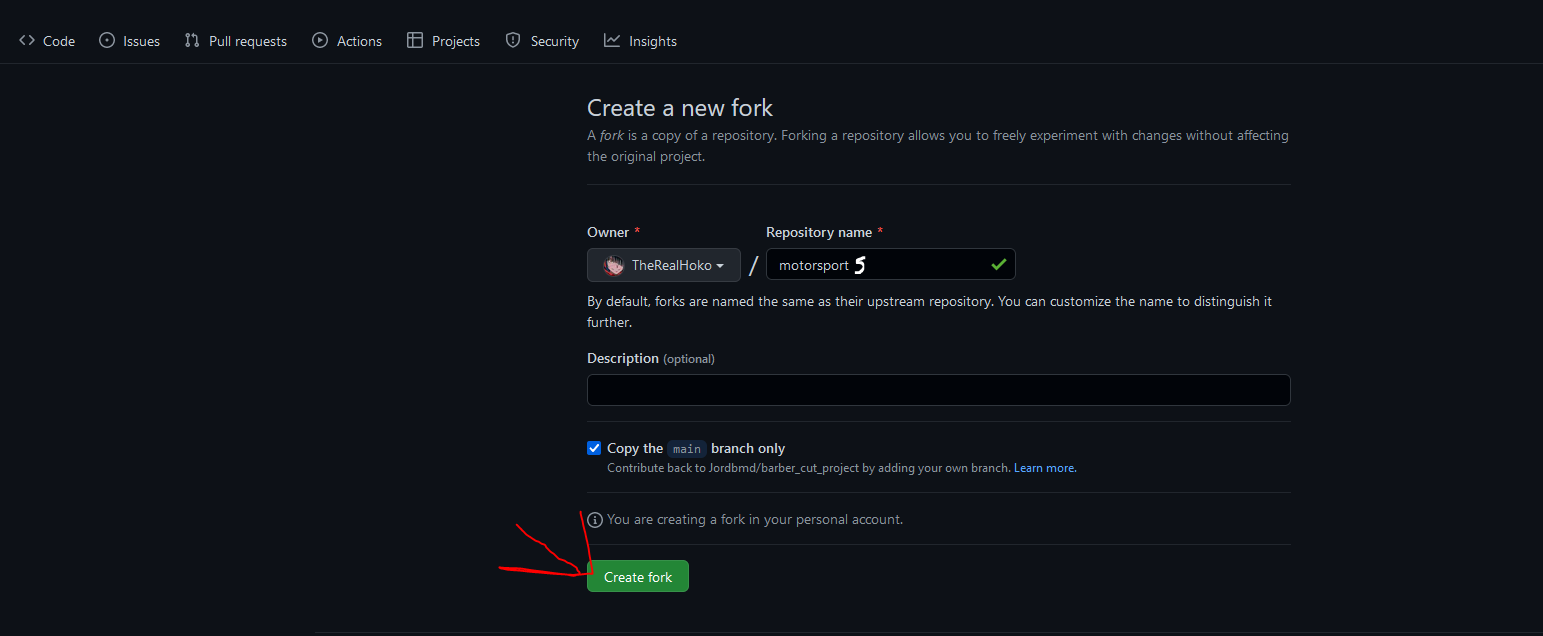 Code Issues Pull requests Actions Projects Security Insights
Create a new fork
A fork is a copy of a repository. Forking a repository allows you to freely experiment with changes without affecting
the original project.
Owner * Repository name *
TheRealHoko / motorsport 5
By default, forks are named the same as their upstream repository. You can customize the name to distinguish it
further.
Description (optional)
Copy the main branch only
Contribute back to Jordbmd/barber_cut_project by adding your own branch. Learn more.
You are creating a fork in your personal account.
Create fork